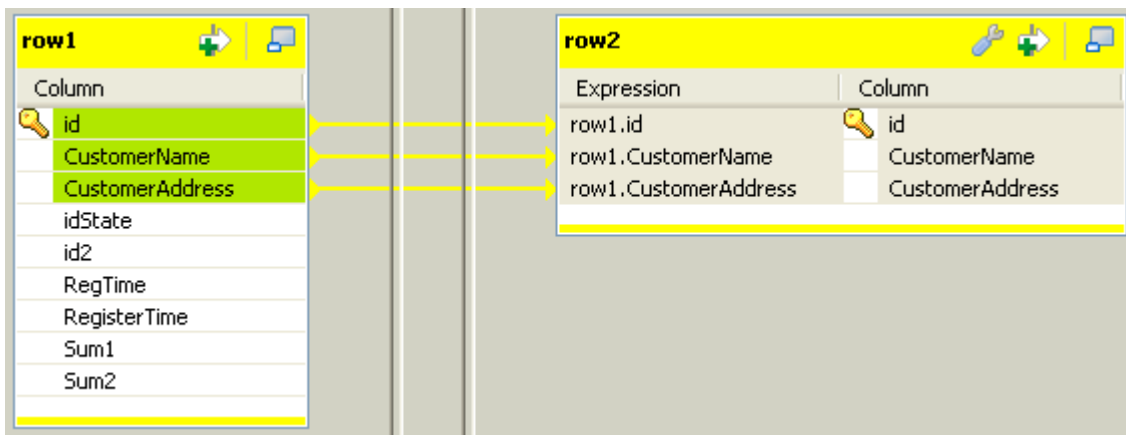 row1
Column
id
CustomerName
CustomerAddress
idState
id2
RegTime
RegisterTime
Sum1
Sum2
row2
Expression Column
row1.id id
row1.CustomerName CustomerName
row1.CustomerAddress CustomerAddress